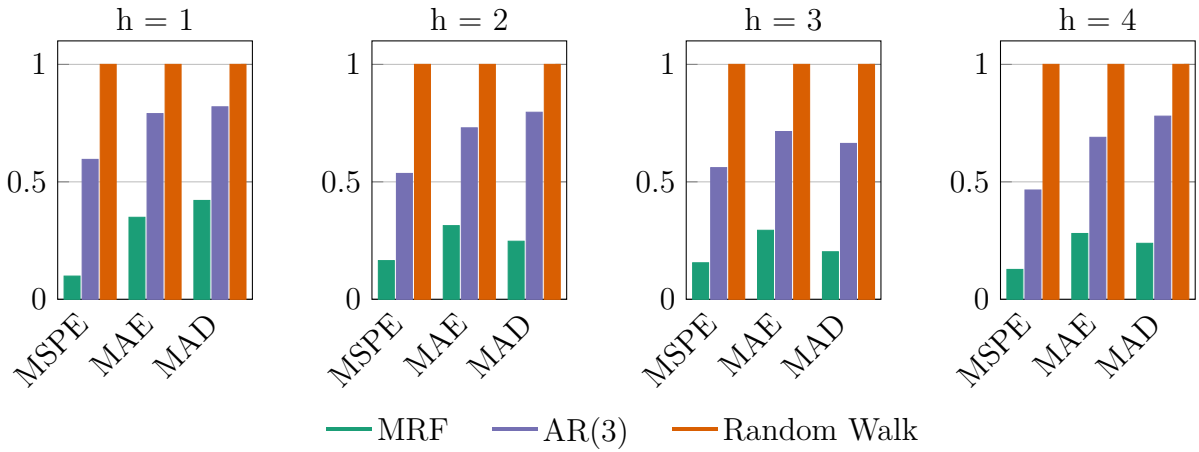 h = 1
h = 2
h = 3
h = 4
1
0.5
0
MSPE
MAE
MAD
1
0.5
0
MSPE
MAE
MAD
1
0.5
0
MSPE
MAE
MAD
1
0.5
0
MSPE
MAE
MAD
MRF AR(3) Random Walk